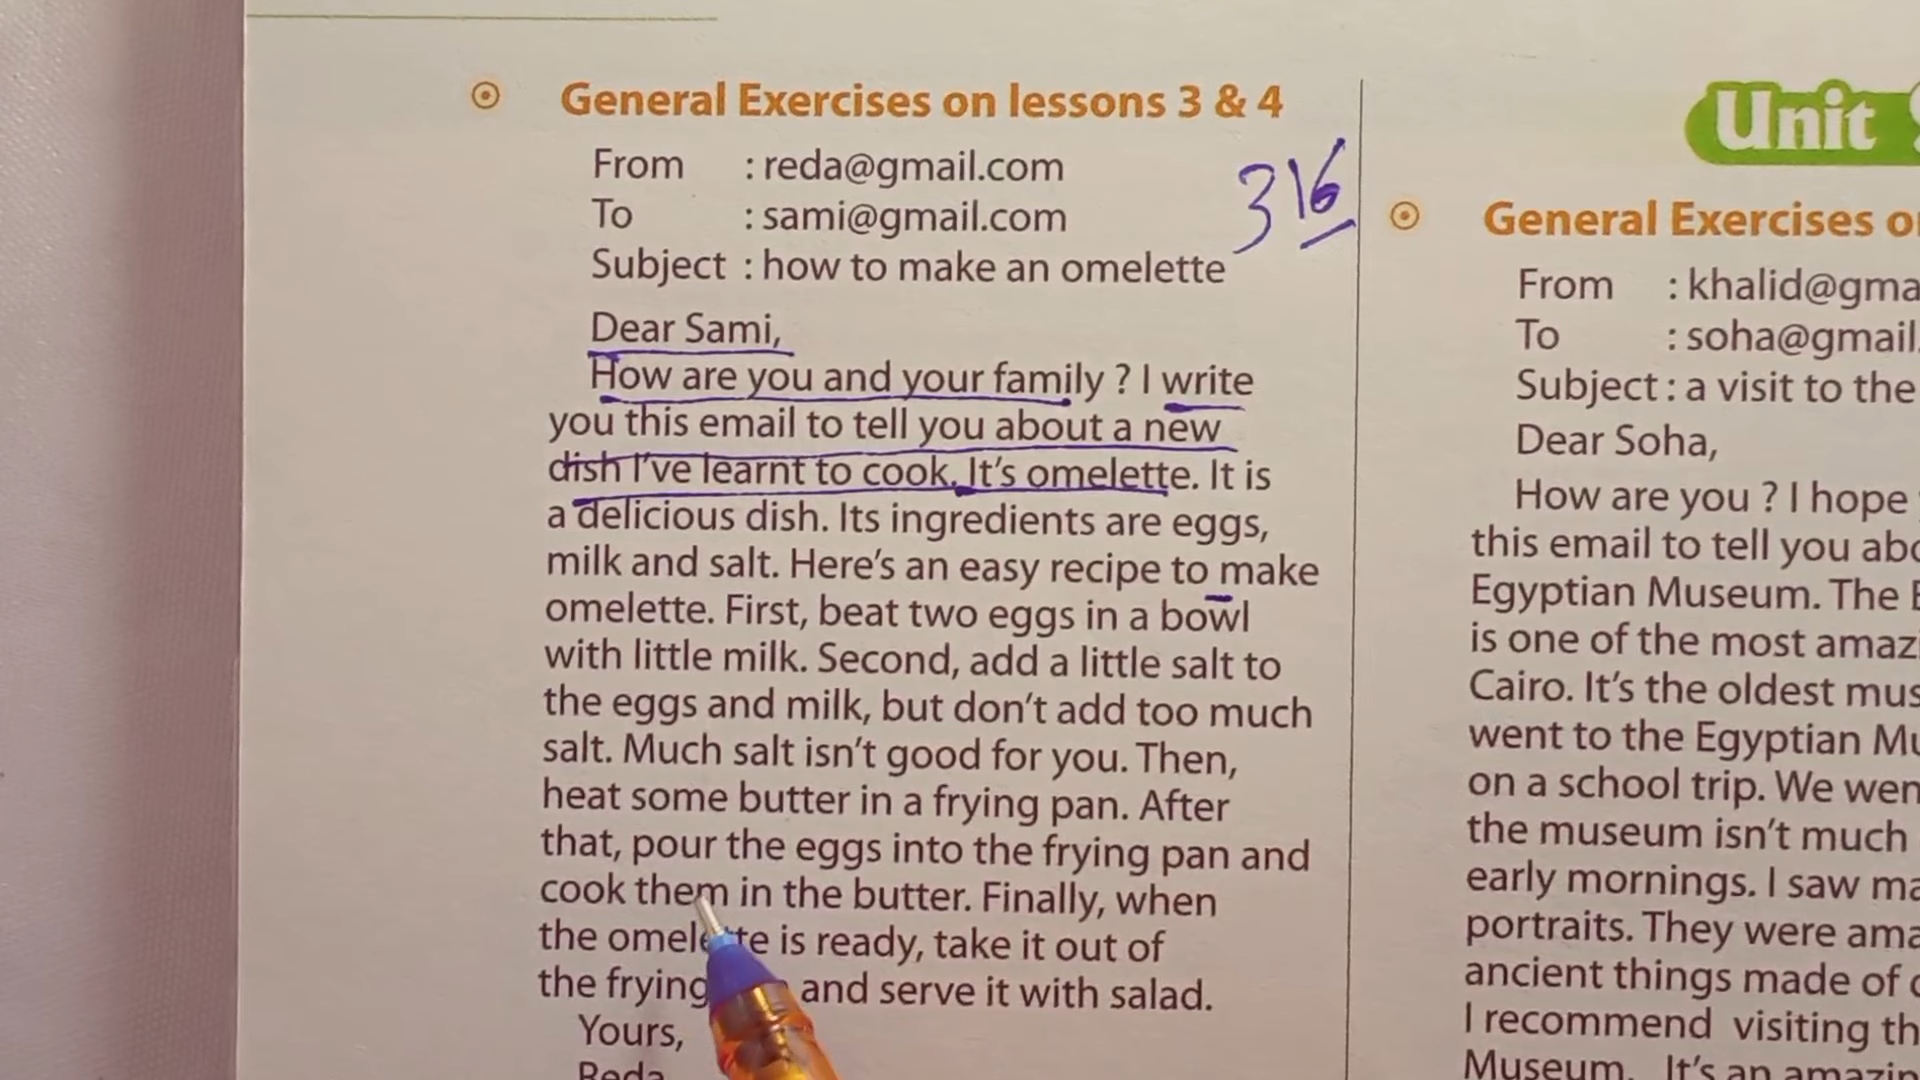 General Exercises on lessons 3 & 4
316
From : reda@gmail.com
To : sami@gmail.com
Subject : how to make an omelette
Dear Sami,
How are you and your family ? I write
you this email to tell you about a new
dish I've learnt to cook. It's omelette. It is
a delicious dish. Its ingredients are eggs,
milk and salt. Here's an easy recipe to make
omelette. First, beat two eggs in a bowl
with little milk. Second, add a little salt to
the eggs and milk, but don't add too much
salt. Much salt isn't good for you. Then,
heat some butter in a frying pan. After
that, pour the eggs into the frying pan and
cook them in the butter. Finally, when
the omelette is ready, take it out of
the frying and serve it with salad.
Yours,
Reda
Unit
General Exercises
From : khalid@gma
To : soha@gmail.
Subject : a visit to the
Dear Soha,
How are you ? I hope
this email to tell you
Egyptian Museum. The
is one of the most
Cairo. It's the oldest
went to the Egyptian
on a school trip. We
the museum isn't much
early mornings. I saw
portraits. They were
ancient things made of
I recommend visiting
Museum. It's an